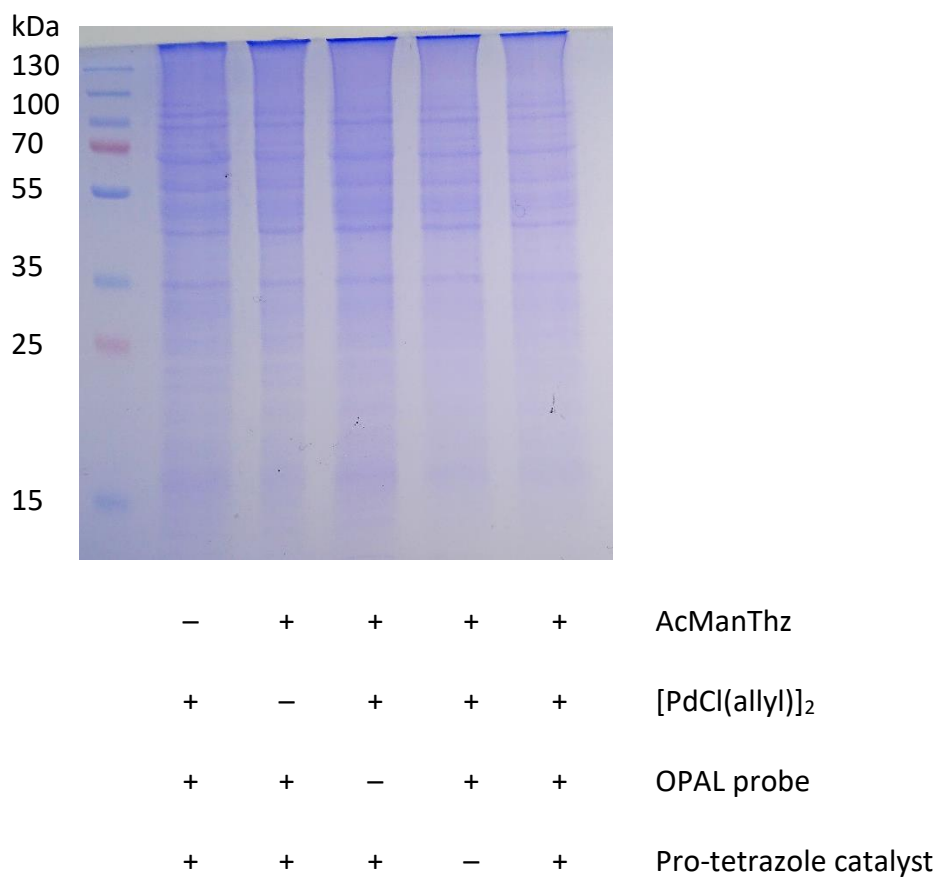 kDa
130
100
70
55
35
25
15
– + + + + AcManThz
+ – + + + [PdCl(allyl)]₂
+ + – + + OPAL probe
+ + + – + Pro-tetrazole catalyst